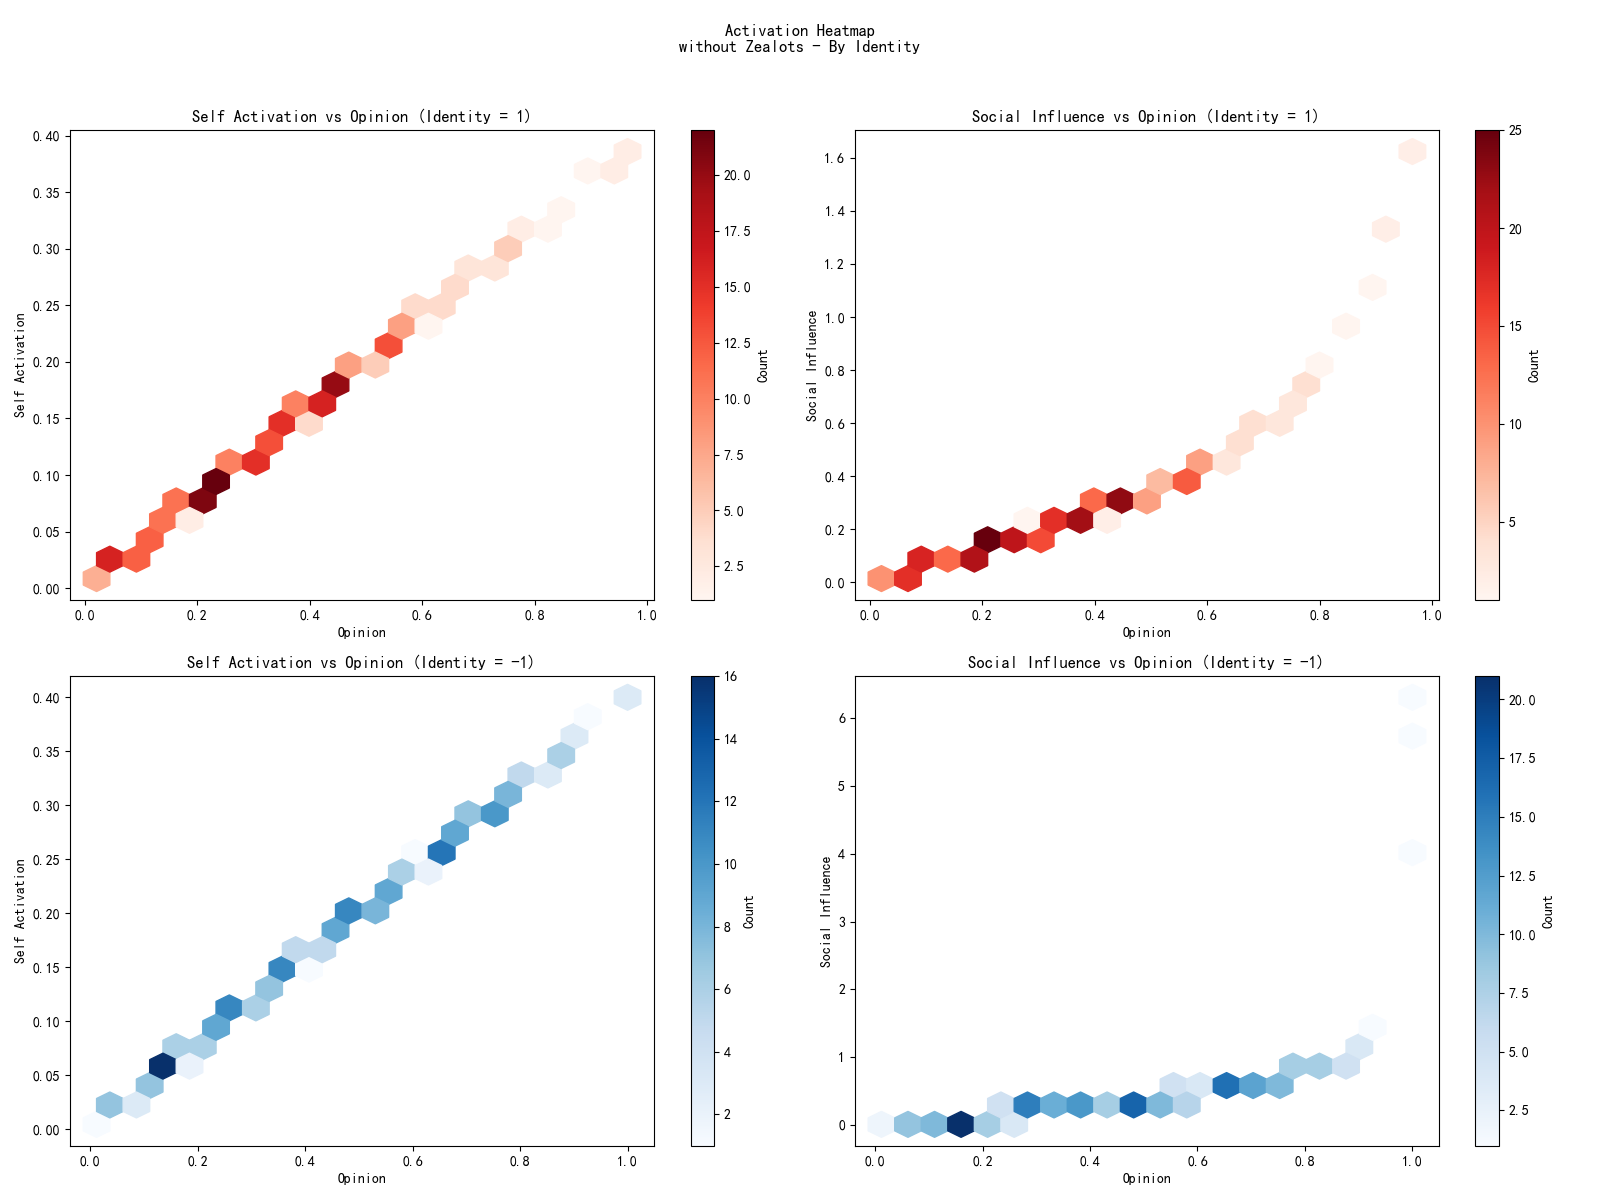 Activation Heatmap
without Zealots - By Identity
Self Activation vs Opinion (Identity = 1)
0.40
0.35
0.30
0.25
0.20
0.15
0.10
0.05
0.00
Self Activation
0.0 0.2 0.4 0.6 0.8 1.0
Opinion
20.0
17.5
15.0
12.5
10.0
7.5
5.0
2.5
Count
Social Influence vs Opinion (Identity = 1)
1.6
1.4
1.2
1.0
0.8
0.6
0.4
0.2
0.0
Social Influence
0.0 0.2 0.4 0.6 0.8 1.0
Opinion
25
20
15
10
5
Count
Self Activation vs Opinion (Identity = -1)
0.40
0.35
0.30
0.25
0.20
0.15
0.10
0.05
0.00
Self Activation
0.0 0.2 0.4 0.6 0.8 1.0
Opinion
16
14
12
10
8
6
4
2
Count
Social Influence vs Opinion (Identity = -1)
6
5
4
3
2
1
0
Social Influence
0.0 0.2 0.4 0.6 0.8 1.0
Opinion
20.0
17.5
15.0
12.5
10.0
7.5
5.0
2.5
Count